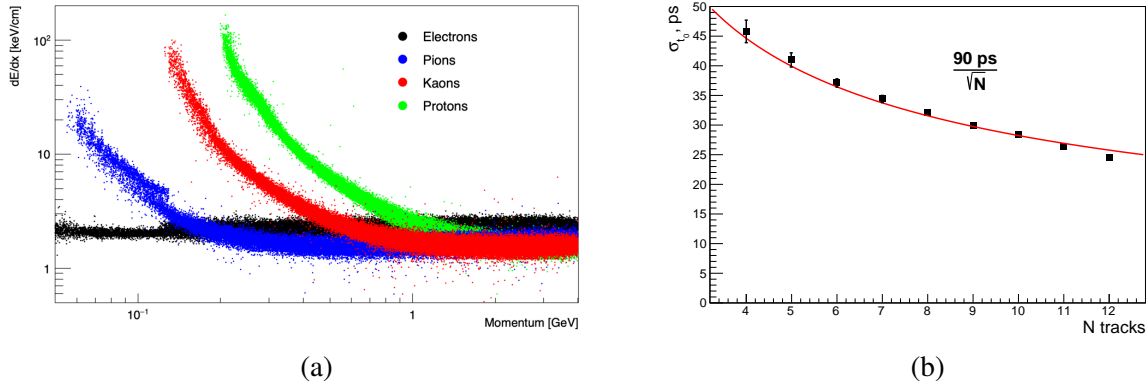 dE/dx [keV/cm]
10²
10
1
Electrons
Pions
Kaons
Protons
10⁻¹
1
Momentum [GeV]
(a)
σt₀, ps
50
45
40
35
30
25
20
15
10
5
0
90 ps
√N
4 5 6 7 8 9 10 11 12
N tracks
(b)